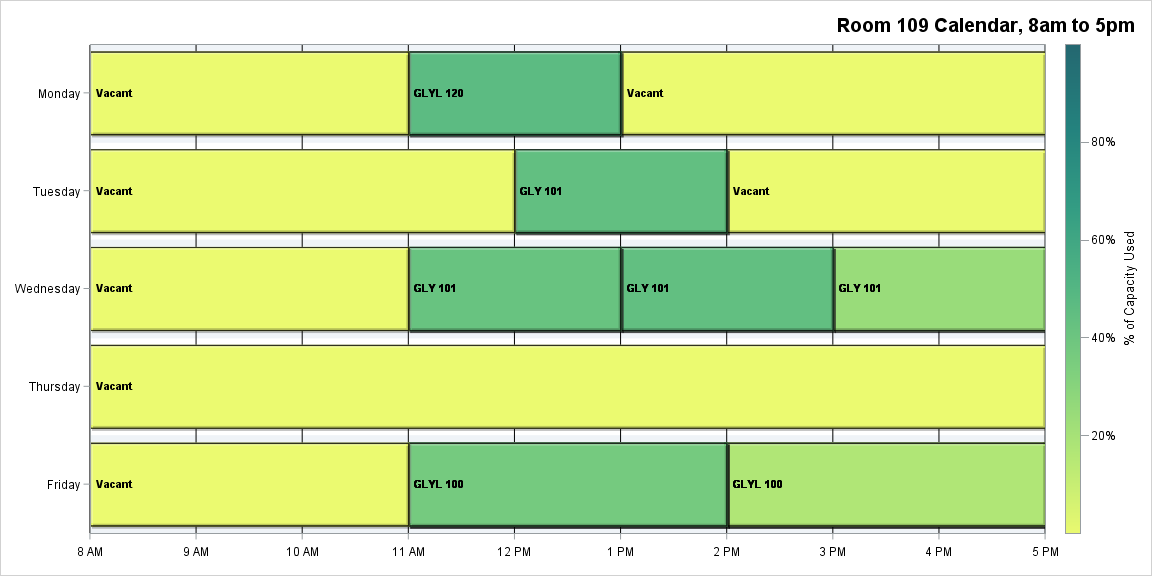 Room 109 Calendar, 8am to 5pm
Monday
Vacant
GLYL 120
Vacant
Tuesday
Vacant
GLY 101
Vacant
Wednesday
Vacant
GLY 101
GLY 101
GLY 101
Thursday
Vacant
Friday
Vacant
GLYL 100
GLYL 100
8 AM
9 AM
10 AM
11 AM
12 PM
1 PM
2 PM
3 PM
4 PM
5 PM
80%
60%
40%
20%
% of Capacity Used